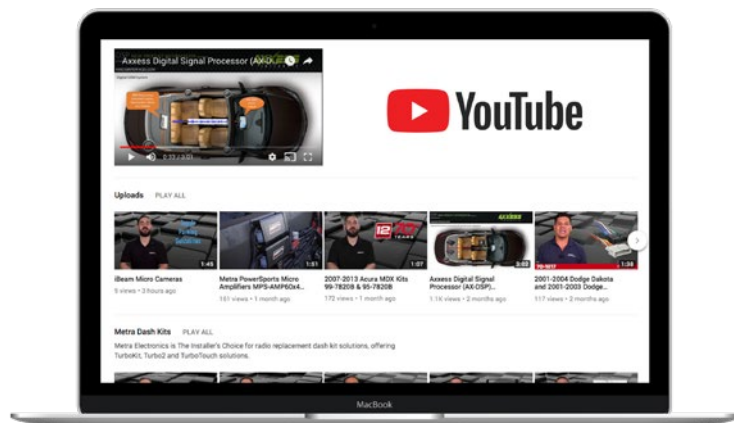 Axxess Digital Signal Processor (AX-D...
0:33 / 3:01
YouTube
Uploads PLAY ALL
1:45
1:51
1:07
3:02
1:38
iBeam Micro Cameras
Metra PowerSports Micro
Amplifiers MPS-AMP60x4...
2007-2013 Acura MDX Kits
99-7820B & 95-7820B
Axxess Digital Signal
Processor (AX-DSP)...
2001-2004 Dodge Dakota
and 2001-2003 Dodge...
9 views • 3 hours ago
151 views • 1 month ago
172 views • 1 month ago
1.1K views • 2 months ago
117 views • 2 months ago
Metra Dash Kits PLAY ALL
Metra Electronics is The Installer's Choice for radio replacement dash kit solutions, offering
TurboKit, Turbo2 and TurboTouch solutions.
MacBook